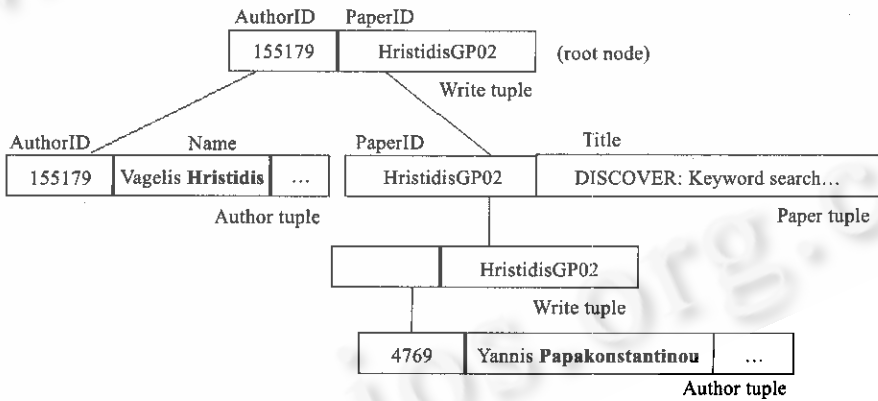 AuthorID PaperID
155179 HristidisGP02 (root node)
Write tuple
AuthorID Name PaperID Title
155179 Vagelis Hristidis ... HristidisGP02 DISCOVER: Keyword search...
Author tuple Paper tuple
HristidisGP02
Write tuple
4769 Yannis Papakonstantinou ...
Author tuple